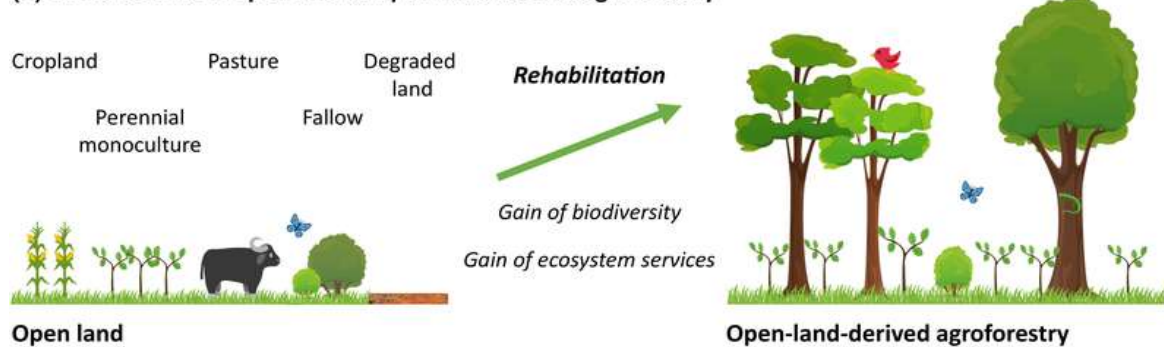 Cropland
Pasture
Degraded
land
Perennial
monoculture
Fallow
Rehabilitation
Gain of biodiversity
Gain of ecosystem services
Open land
Open-land-derived agroforestry